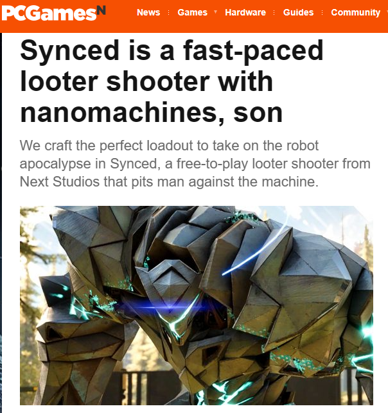 PCGamesN
News Games Hardware Guides Community
Synced is a fast-paced
looter shooter with
nanomachines, son
We craft the perfect loadout to take on the robot
apocalypse in Synced, a free-to-play looter shooter from
Next Studios that pits man against the machine.